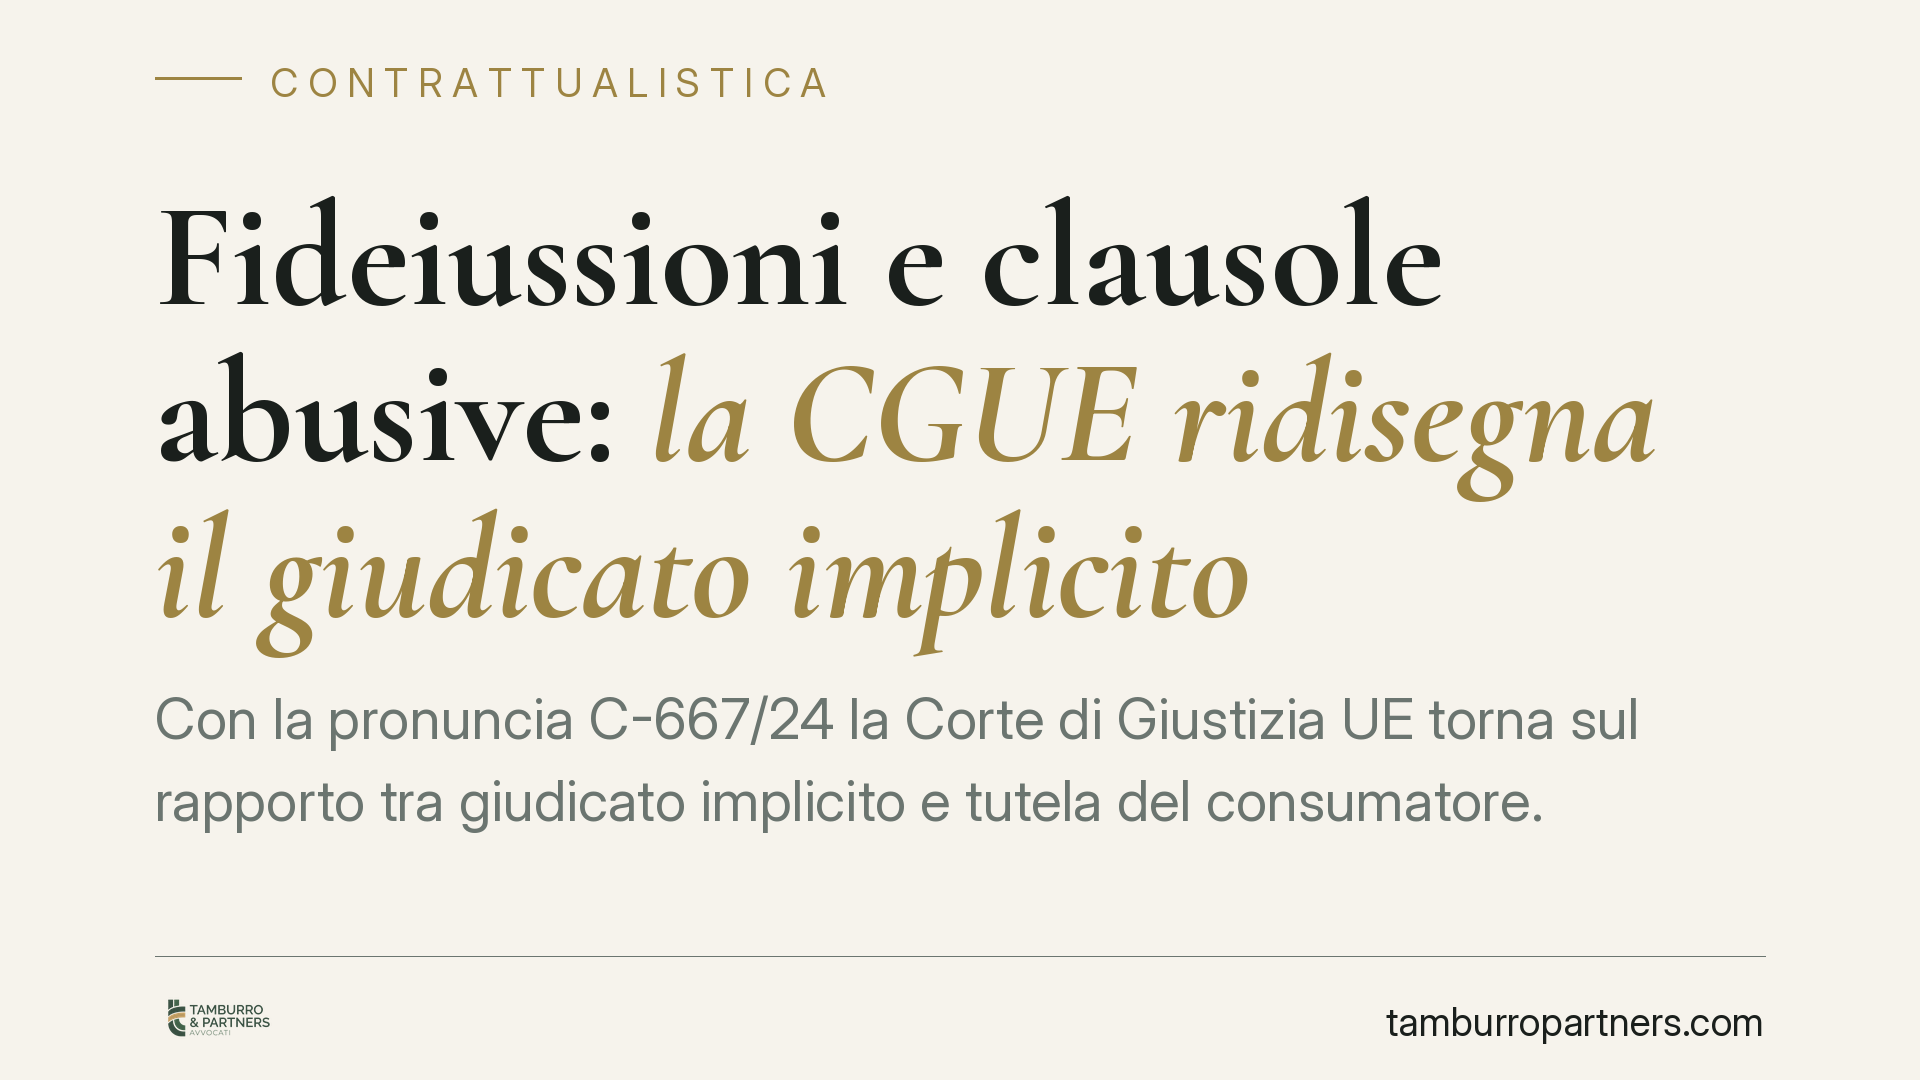 CONTRATTUALISTICA
Fideiussioni e clausole
abusive: la CGUE ridisegna
il giudicato implicito
Con la pronuncia C-667/24 la Corte di Giustizia UE torna sul
rapporto tra giudicato implicito e tutela del consumatore.
TAMBURRO
& PARTNERS
AVVOCATI
tamburropartners.com